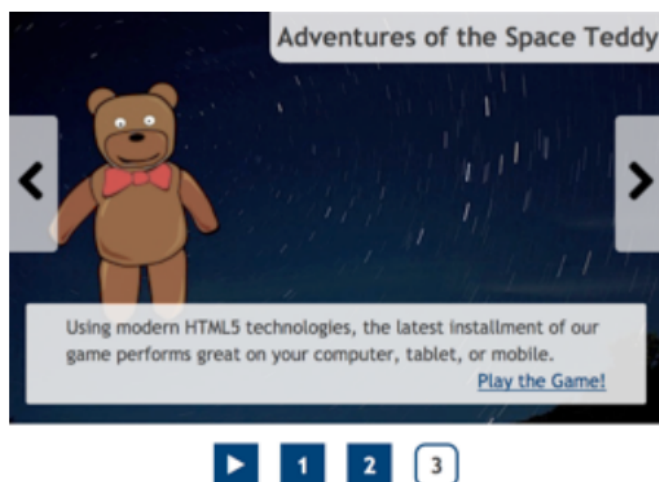 Adventures of the Space Teddy
Using modern HTML5 technologies, the latest installment of our
game performs great on your computer, tablet, or mobile.
Play the Game!
1 2 3